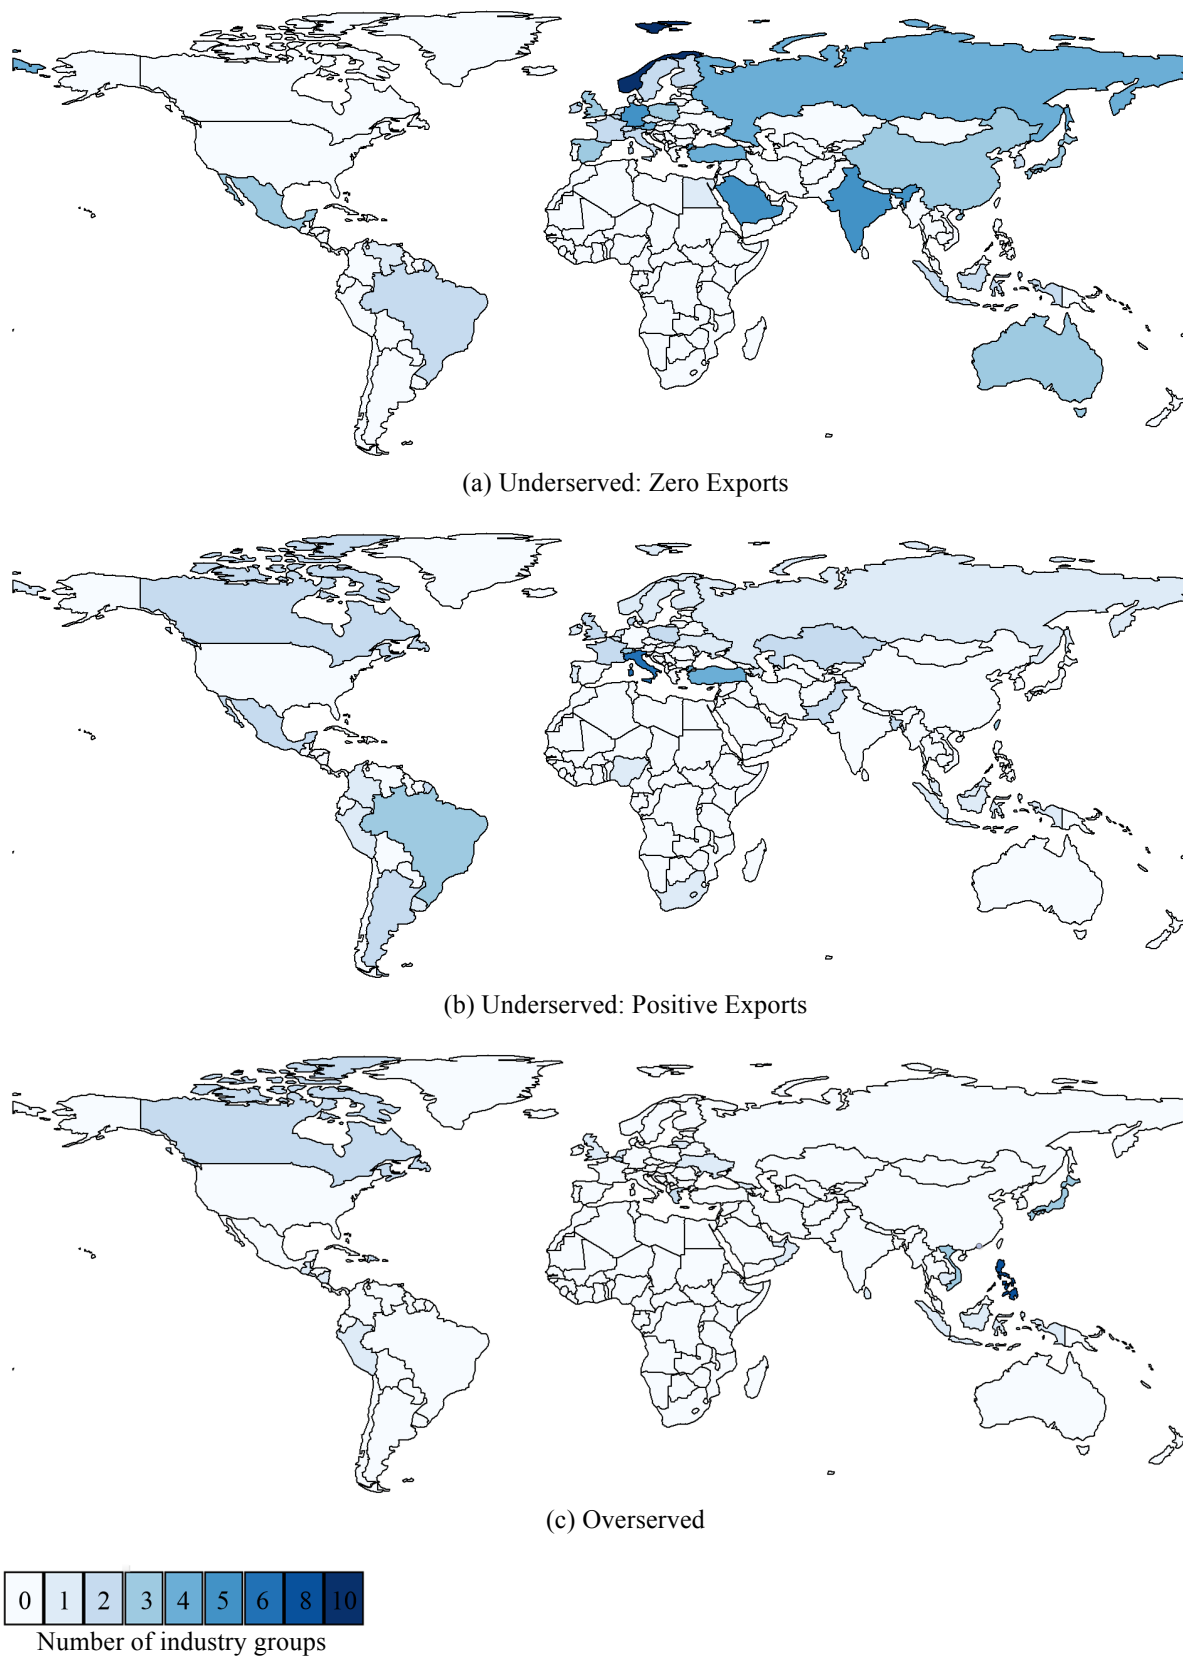 (a) Underserved: Zero Exports
(b) Underserved: Positive Exports
(c) Overserved
0 1 2 3 4 5 6 8 10
Number of industry groups